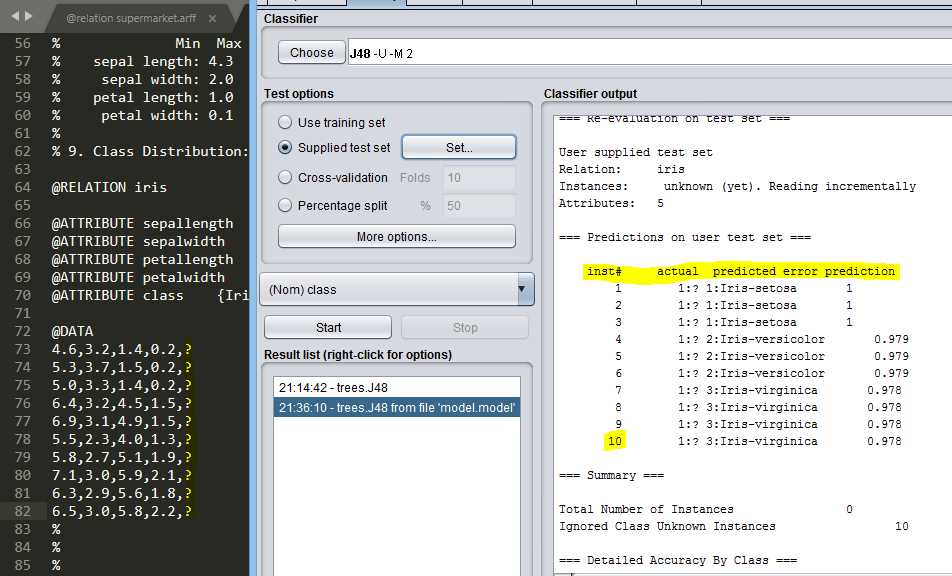 @relation supermarket.arff ×
56 % Min Max
57 % sepal length: 4.3
58 % sepal width: 2.0
59 % petal length: 1.0
60 % petal width: 0.1
61 %
62 % 9. Class Distribution:
63
64 @RELATION iris
65
66 @ATTRIBUTE sepallength
67 @ATTRIBUTE sepalwidth
68 @ATTRIBUTE petallength
69 @ATTRIBUTE petalwidth
70 @ATTRIBUTE class {Iri
71
72 @DATA
73 4.6,3.2,1.4,0.2,?
74 5.3,3.7,1.5,0.2,?
75 5.0,3.3,1.4,0.2,?
76 6.4,3.2,4.5,1.5,?
77 6.9,3.1,4.9,1.5,?
78 5.5,2.3,4.0,1.3,?
79 5.8,2.7,5.1,1.9,?
80 7.1,3.0,5.9,2.1,?
81 6.3,2.9,5.6,1.8,?
82 6.5,3.0,5.8,2.2,?
83 %
84 %
85 %
Classifier
Choose J48 -U -M 2
Test options
Use training set
Supplied test set Set...
Cross-validation Folds 10
Percentage split % 50
More options...
(Nom) class
Start Stop
Result list (right-click for options)
21:14:42 - trees.J48
21:36:10 - trees.J48 from file 'model.model'
Classifier output
=== Re-evaluation on test set ===
User supplied test set
Relation: iris
Instances: unknown (yet). Reading incrementally
Attributes: 5
=== Predictions on user test set ===
inst# actual predicted error prediction
1 1:? 1:Iris-setosa 1
2 1:? 1:Iris-setosa 1
3 1:? 1:Iris-setosa 1
4 1:? 2:Iris-versicolor 0.979
5 1:? 2:Iris-versicolor 0.979
6 1:? 2:Iris-versicolor 0.979
7 1:? 3:Iris-virginica 0.978
8 1:? 3:Iris-virginica 0.978
9 1:? 3:Iris-virginica 0.978
10 1:? 3:Iris-virginica 0.978
=== Summary ===
Total Number of Instances 0
Ignored Class Unknown Instances 10
=== Detailed Accuracy By Class ===